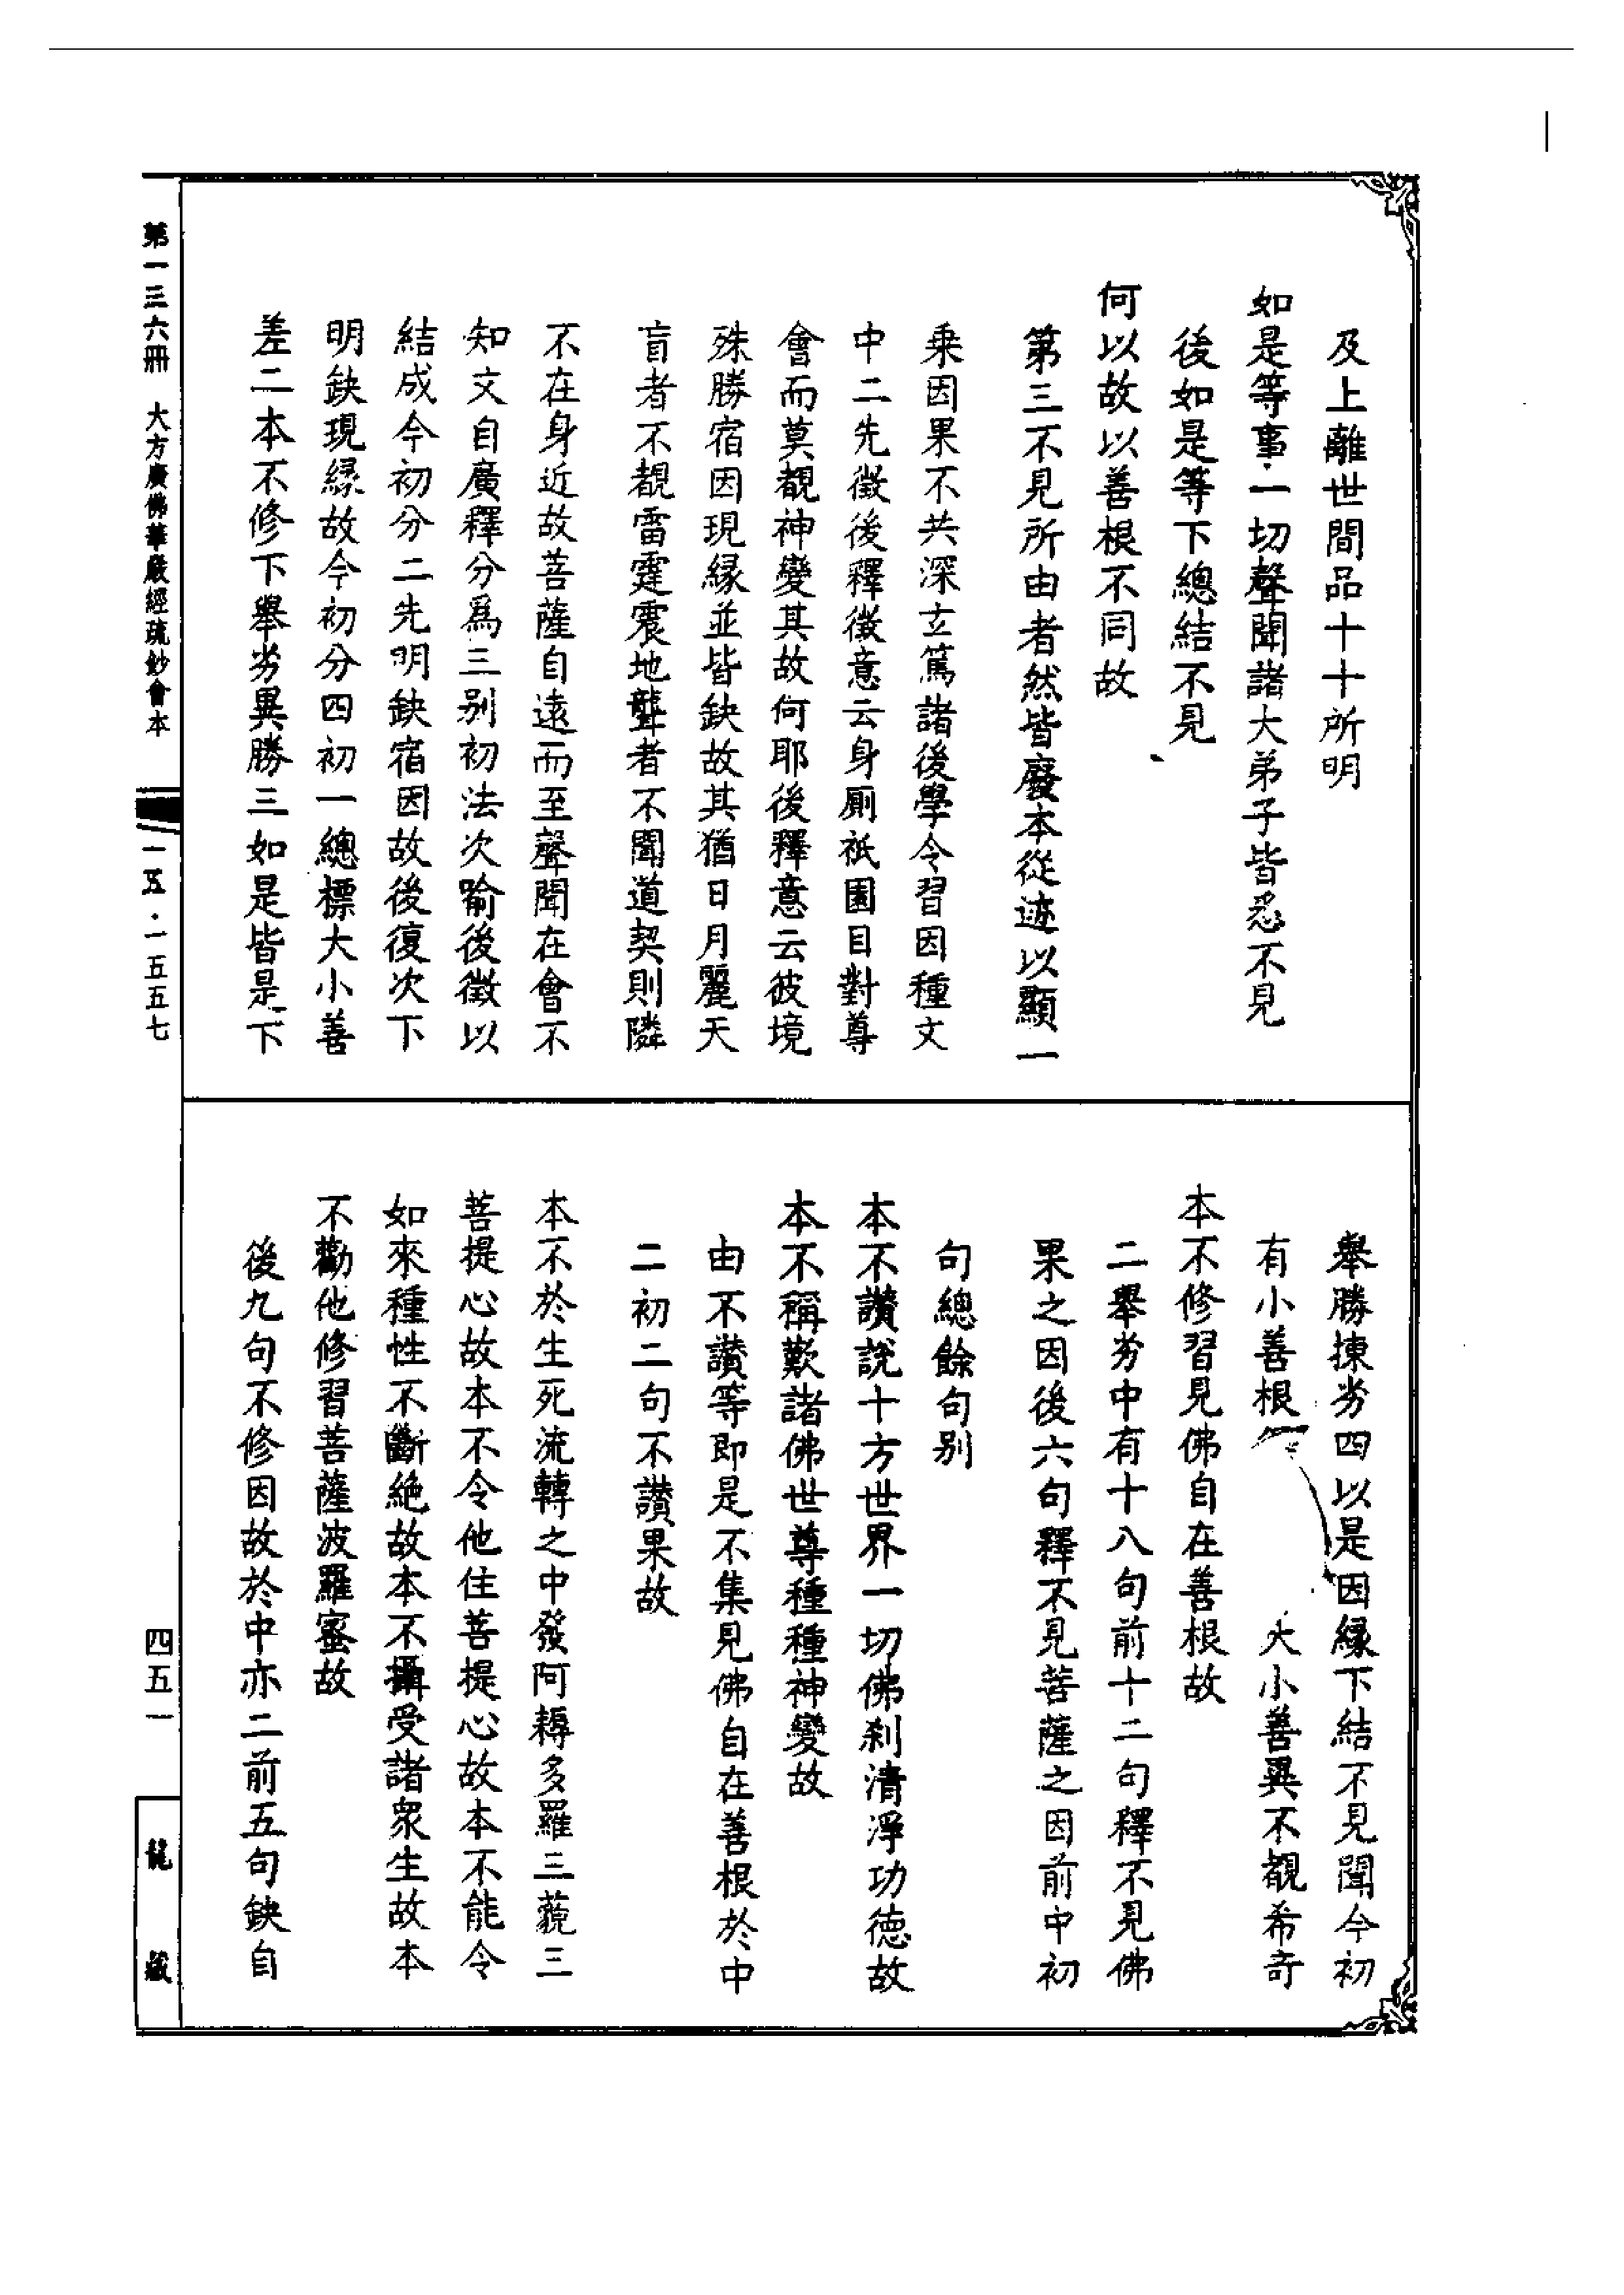 及上離世間品十十所明
如是等事一切聲聞諸大弟子皆悉不見
後如是等下總結不見
何以故以善根不同故
第三不見所由者然皆廢本從迹以顯一
乗因果不共深玄篤諸後學令習因種文
中二先徵後釋徵意云身厠祇園目對尊
會而莫覩神變其故何耶後釋意云彼境
殊勝宿因現緣並皆缺故其猶日月麗天
盲者不覩雷霆震地聾者不聞道契則隣
不在身近故菩薩自遠而至聲聞在會不
知文自廣釋分爲三别初法次喻後徵以
結成今初分二先明缺宿因故後復次下
明缺現緣故今初分四初一總標大小善
差二本不修下舉劣異勝三如是皆是下
舉勝揀劣四以是因緣下結不見聞今初
有小善根
大小善異不覩希奇
本不修習見佛自在善根故
二舉劣中有十八句前十二句釋不見佛
果之因後六句釋不見菩薩之因前中初
句總餘句别
本不讃說十方世界一切佛刹清淨功德故
本不稱歎諸佛世尊種種神變故
由不讃等即是不集見佛自在善根於中
二初二句不讃果故
本不於生死流轉之中發阿耨多羅三藐三
菩提心故本不令他住菩提心故本不能令
如來種性不斷絶故本不攝受諸衆生故本
不勸他修習菩薩波羅蜜故
後九句不修因故於中亦二前五句缺自
第一三六冊 大方廣佛華嚴經疏鈔會本
一五·一五五七
四五一
龍藏